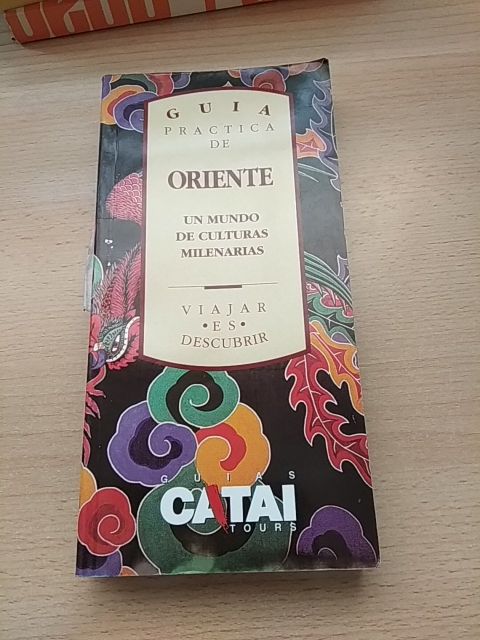 GUIA
PRACTICA
DE
ORIENTE
UN MUNDO
DE CULTURAS
MILENARIAS
VIAJAR
·ES·
DESCUBRIR
GUIAS
CATAI
TOURS